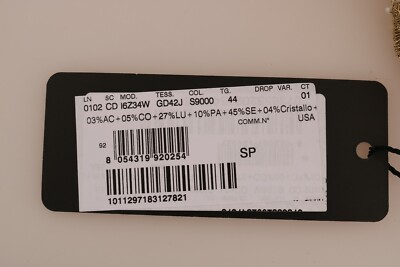 LN SC MOD. TESS. COL. TG. DROP VAR. CT
0102 CD I6Z34W GD42J S9000 44 01
03%AC+05%CO+27%LU+10%PA+45%SE+04%Cristallo+
COMM.N° USA
92
8 054319 920254
SP
1011297183127821